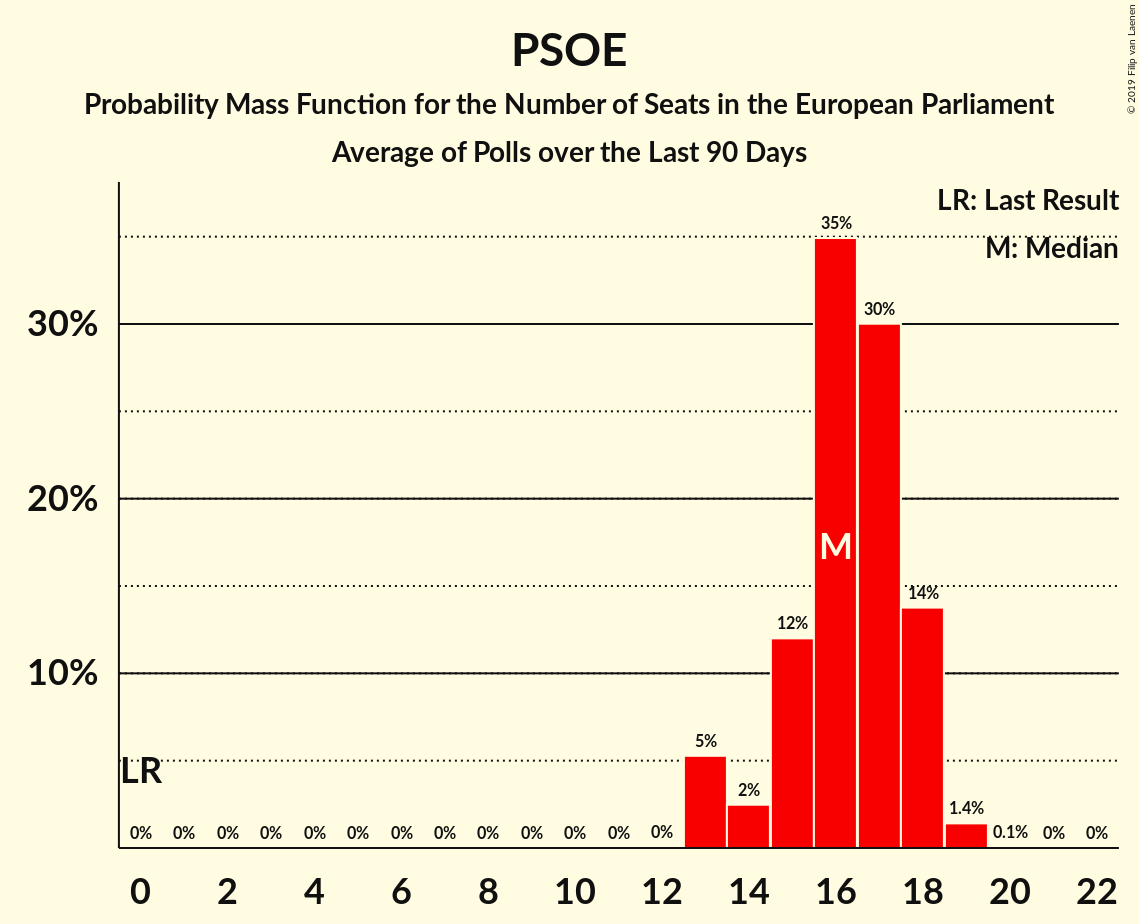 PSOE
Probability Mass Function for the Number of Seats in the European Parliament
Average of Polls over the Last 90 Days
© 2019 Filip van Laenen
LR: Last Result
M: Median
35%
30%
30%
20%
M
14%
12%
10%
5%
LR
2%
1.4%
0% 0% 0% 0% 0% 0% 0% 0% 0% 0% 0% 0% 0% 0.1% 0% 0%
0 2 4 6 8 10 12 14 16 18 20 22